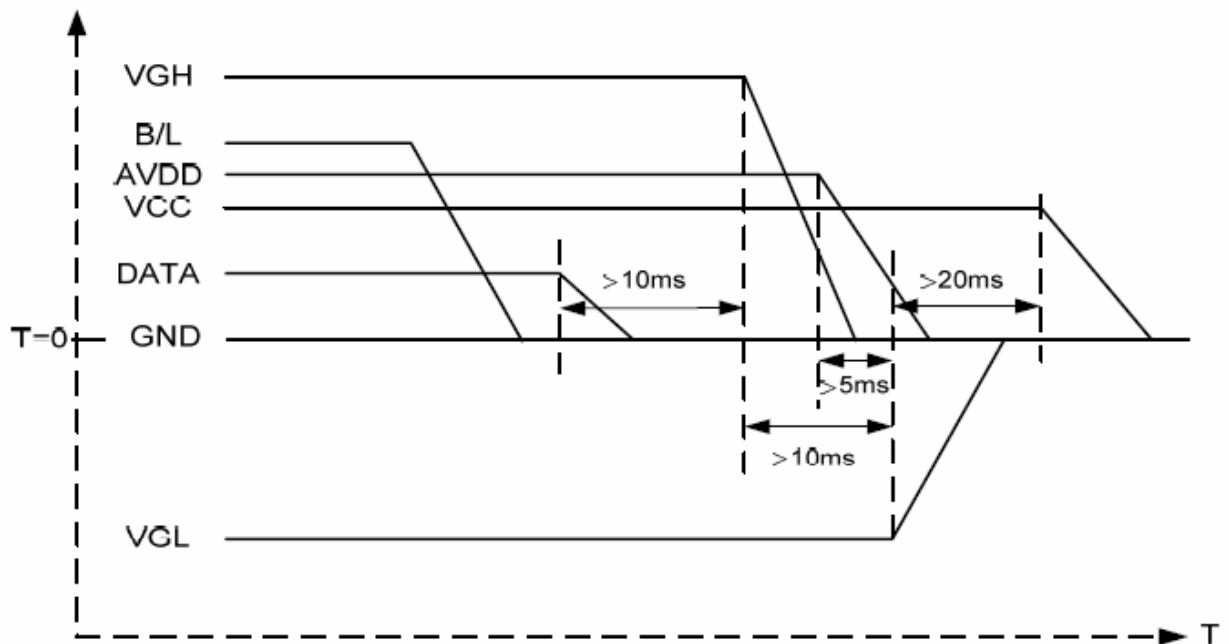 VGH
B/L
AVDD
VCC
DATA
>10ms
>20ms
T=0
GND
>5ms
>10ms
VGL
T